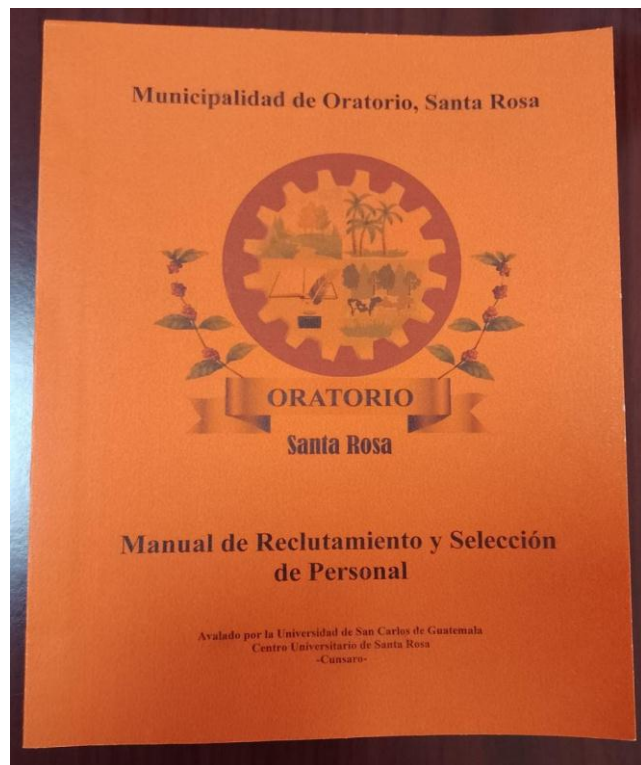 Municipalidad de Oratorio, Santa Rosa
ORATORIO
Santa Rosa
Manual de Reclutamiento y Selección
de Personal
Avalado por la Universidad de San Carlos de Guatemala
Centro Universitario de Santa Rosa
-Cunsaro-